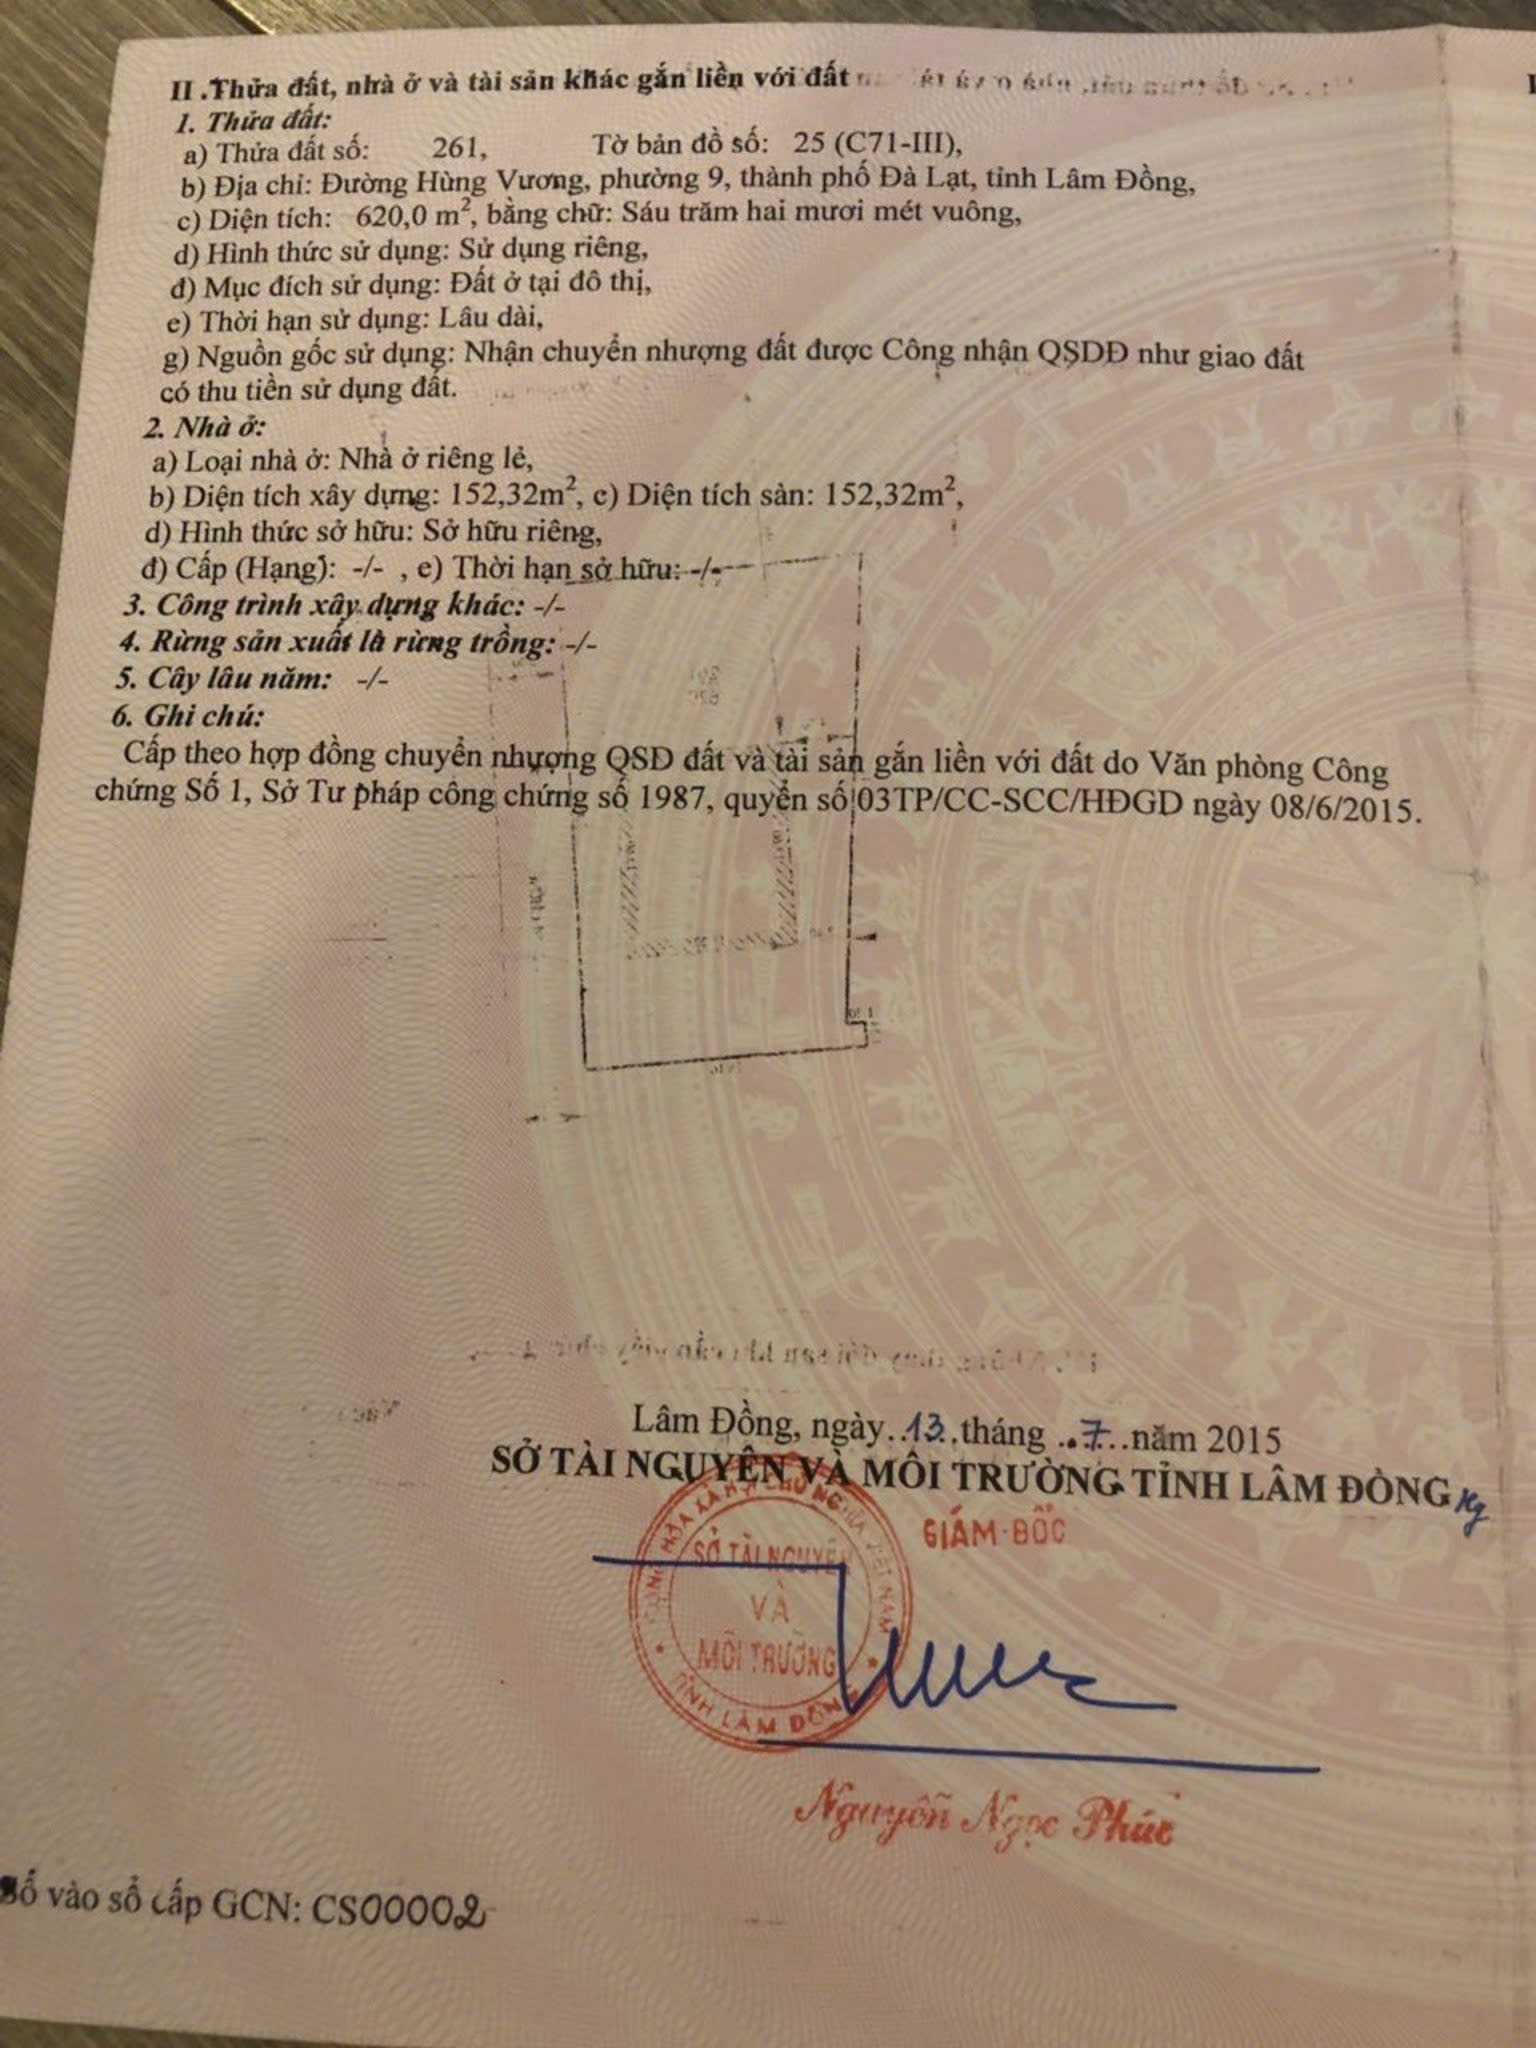 II .Thửa đất, nhà ở và tài sản khác gắn liền với đất
1. Thửa đất:
a) Thửa đất số: 261, Tờ bản đồ số: 25 (C71-III),
b) Địa chỉ: Đường Hùng Vương, phường 9, thành phố Đà Lạt, tỉnh Lâm Đồng,
c) Diện tích: 620,0 m², bằng chữ: Sáu trăm hai mươi mét vuông,
d) Hình thức sử dụng: Sử dụng riêng,
đ) Mục đích sử dụng: Đất ở tại đô thị,
e) Thời hạn sử dụng: Lâu dài,
g) Nguồn gốc sử dụng: Nhận chuyển nhượng đất được Công nhận QSDĐ như giao đất
có thu tiền sử dụng đất.
2. Nhà ở:
a) Loại nhà ở: Nhà ở riêng lẻ,
b) Diện tích xây dựng: 152,32m², c) Diện tích sàn: 152,32m²,
d) Hình thức sở hữu: Sở hữu riêng,
đ) Cấp (Hạng): -/- , e) Thời hạn sở hữu: -/-
3. Công trình xây dựng khác: -/-
4. Rừng sản xuất là rừng trồng: -/-
5. Cây lâu năm: -/-
6. Ghi chú:
Cấp theo hợp đồng chuyển nhượng QSD đất và tài sản gắn liền với đất do Văn phòng Công
chứng Số 1, Sở Tư pháp công chứng số 1987, quyển số 03TP/CC-SCC/HĐGD ngày 08/6/2015.
Lâm Đồng, ngày..13..tháng ..7...năm 2015
SỞ TÀI NGUYÊN VÀ MÔI TRƯỜNG TỈNH LÂM ĐỒNG
GIÁM ĐỐC
CỘNG HÒA XÃ HỘI CHỦ NGHĨA VIỆT NAM
SỞ TÀI NGUYÊN
VÀ
MÔI TRƯỜNG
TỈNH LÂM ĐỒNG
Nguyễn Ngọc Phúc
Số vào sổ cấp GCN: CS00002